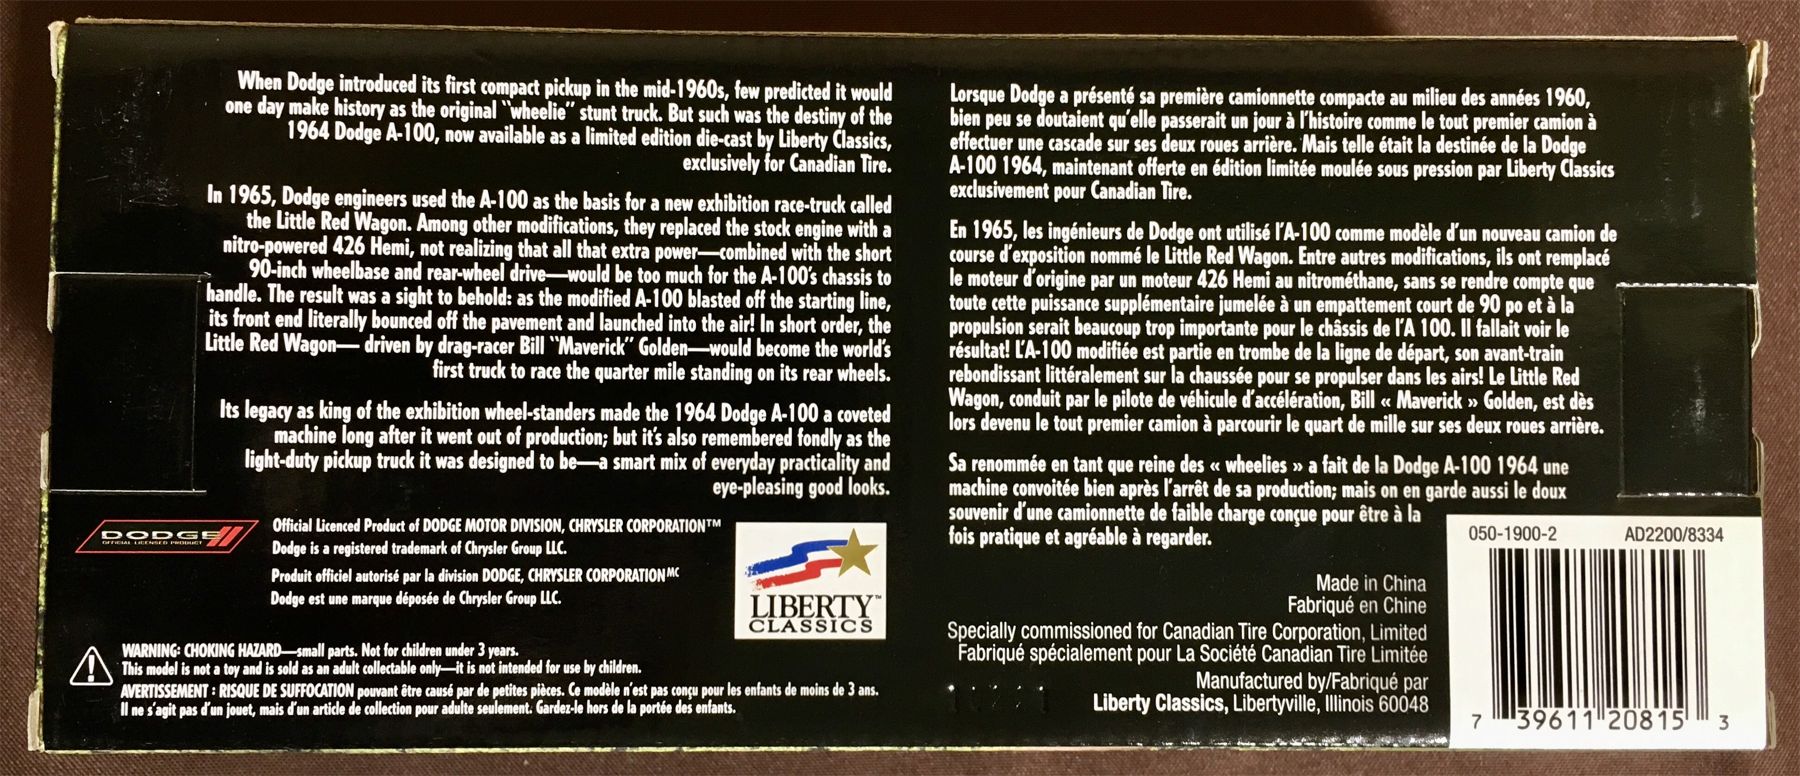 When Dodge introduced its first compact pickup in the mid-1960s, few predicted it would
one day make history as the original "wheelie" stunt truck. But such was the destiny of the
1964 Dodge A-100, now available as a limited edition die-cast by Liberty Classics,
exclusively for Canadian Tire.
In 1965, Dodge engineers used the A-100 as the basis for a new exhibition race-truck called
the Little Red Wagon. Among other modifications, they replaced the stock engine with a
nitro-powered 426 Hemi, not realizing that all that extra power—combined with the short
90-inch wheelbase and rear-wheel drive—would be too much for the A-100's chassis to
handle. The result was a sight to behold: as the modified A-100 blasted off the starting line,
its front end literally bounced off the pavement and launched into the air! In short order, the
Little Red Wagon— driven by drag-racer Bill "Maverick" Golden—would become the world's
first truck to race the quarter mile standing on its rear wheels.
Its legacy as king of the exhibition wheel-standers made the 1964 Dodge A-100 a coveted
machine long after it went out of production; but it's also remembered fondly as the
light-duty pickup truck it was designed to be—a smart mix of everyday practicality and
eye-pleasing good looks.
DODGE
OFFICIAL LICENSED PRODUCT
Official Licenced Product of DODGE MOTOR DIVISION, CHRYSLER CORPORATION™
Dodge is a registered trademark of Chrysler Group LLC.
Produit officiel autorisé par la division DODGE, CHRYSLER CORPORATION MC
Dodge est une marque déposée de Chrysler Group LLC.
LIBERTY™
CLASSICS
WARNING: CHOKING HAZARD—small parts. Not for children under 3 years.
This model is not a toy and is sold as an adult collectable only—it is not intended for use by children.
AVERTISSEMENT : RISQUE DE SUFFOCATION pouvant être causé par de petites pièces. Ce modèle n'est pas conçu pour les enfants de moins de 3 ans.
Il ne s'agit pas d'un jouet, mais d'un article de collection pour adulte seulement. Gardez-le hors de la portée des enfants.
Lorsque Dodge a présenté sa première camionnette compacte au milieu des années 1960,
bien peu se doutaient qu'elle passerait un jour à l'histoire comme le tout premier camion à
effectuer une cascade sur ses deux roues arrière. Mais telle était la destinée de la Dodge
A-100 1964, maintenant offerte en édition limitée moulée sous pression par Liberty Classics
exclusivement pour Canadian Tire.
En 1965, les ingénieurs de Dodge ont utilisé l'A-100 comme modèle d'un nouveau camion de
course d'exposition nommé le Little Red Wagon. Entre autres modifications, ils ont remplacé
le moteur d'origine par un moteur 426 Hemi au nitrométhane, sans se rendre compte que
toute cette puissance supplémentaire jumelée à un empattement court de 90 po et à la
propulsion serait beaucoup trop importante pour le châssis de l'A 100. Il fallait voir le
résultat! L'A-100 modifiée est partie en trombe de la ligne de départ, son avant-train
rebondissant littéralement sur la chaussée pour se propulser dans les airs! Le Little Red
Wagon, conduit par le pilote de véhicule d'accélération, Bill « Maverick » Golden, est dès
lors devenu le tout premier camion à parcourir le quart de mille sur ses deux roues arrière.
Sa renommée en tant que reine des « wheelies » a fait de la Dodge A-100 1964 une
machine convoitée bien après l'arrêt de sa production; mais on en garde aussi le doux
souvenir d'une camionnette de faible charge conçue pour être à la
fois pratique et agréable à regarder.
Made in China
Fabriqué en Chine
Specially commissioned for Canadian Tire Corporation, Limited
Fabriqué spécialement pour La Société Canadian Tire Limitée
Manufactured by/Fabriqué par
Liberty Classics, Libertyville, Illinois 60048
050-1900-2 AD2200/8334
7 39611 20815 3